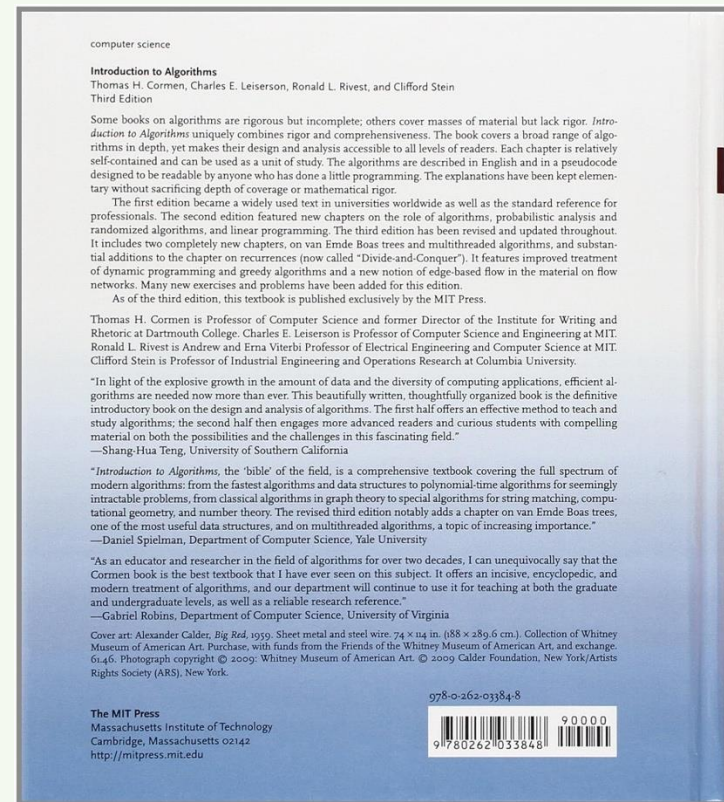 computer science
Introduction to Algorithms
Thomas H. Cormen, Charles E. Leiserson, Ronald L. Rivest, and Clifford Stein
Third Edition
Some books on algorithms are rigorous but incomplete; others cover masses of material but lack rigor. Intro-
duction to Algorithms uniquely combines rigor and comprehensiveness. The book covers a broad range of algo-
rithms in depth, yet makes their design and analysis accessible to all levels of readers. Each chapter is relatively
self-contained and can be used as a unit of study. The algorithms are described in English and in a pseudocode
designed to be readable by anyone who has done a little programming. The explanations have been kept elemen-
tary without sacrificing depth of coverage or mathematical rigor.
The first edition became a widely used text in universities worldwide as well as the standard reference for
professionals. The second edition featured new chapters on the role of algorithms, probabilistic analysis and
randomized algorithms, and linear programming. The third edition has been revised and updated throughout.
It includes two completely new chapters, on van Emde Boas trees and multithreaded algorithms, and substan-
tial additions to the chapter on recurrences (now called “Divide-and-Conquer”). It features improved treatment
of dynamic programming and greedy algorithms and a new notion of edge-based flow in the material on flow
networks. Many new exercises and problems have been added for this edition.
As of the third edition, this textbook is published exclusively by the MIT Press.
Thomas H. Cormen is Professor of Computer Science and former Director of the Institute for Writing and
Rhetoric at Dartmouth College. Charles E. Leiserson is Professor of Computer Science and Engineering at MIT.
Ronald L. Rivest is Andrew and Erna Viterbi Professor of Electrical Engineering and Computer Science at MIT.
Clifford Stein is Professor of Industrial Engineering and Operations Research at Columbia University.
“In light of the explosive growth in the amount of data and the diversity of computing applications, efficient al-
gorithms are needed now more than ever. This beautifully written, thoughtfully organized book is the definitive
introductory book on the design and analysis of algorithms. The first half offers an effective method to teach and
study algorithms; the second half then engages more advanced readers and curious students with compelling
material on both the possibilities and the challenges in this fascinating field.”
—Shang-Hua Teng, University of Southern California
“Introduction to Algorithms, the ‘bible’ of the field, is a comprehensive textbook covering the full spectrum of
modern algorithms: from the fastest algorithms and data structures to polynomial-time algorithms for seemingly
intractable problems, from classical algorithms in graph theory to special algorithms for string matching, compu-
tational geometry, and number theory. The revised third edition notably adds a chapter on van Emde Boas trees,
one of the most useful data structures, and on multithreaded algorithms, a topic of increasing importance.”
—Daniel Spielman, Department of Computer Science, Yale University
“As an educator and researcher in the field of algorithms for over two decades, I can unequivocally say that the
Cormen book is the best textbook that I have ever seen on this subject. It offers an incisive, encyclopedic, and
modern treatment of algorithms, and our department will continue to use it for teaching at both the graduate
and undergraduate levels, as well as a reliable research reference.”
—Gabriel Robins, Department of Computer Science, University of Virginia
Cover art: Alexander Calder, Big Red, 1959. Sheet metal and steel wire. 74 × 114 in. (188 × 289.6 cm.). Collection of Whitney
Museum of American Art. Purchase, with funds from the Friends of the Whitney Museum of American Art, and exchange.
61.46. Photograph copyright © 2009: Whitney Museum of American Art. © 2009 Calder Foundation, New York/Artists
Rights Society (ARS), New York.
978-0-262-03384-8
90000
9 780262 033848
The MIT Press
Massachusetts Institute of Technology
Cambridge, Massachusetts 02142
http://mitpress.mit.edu